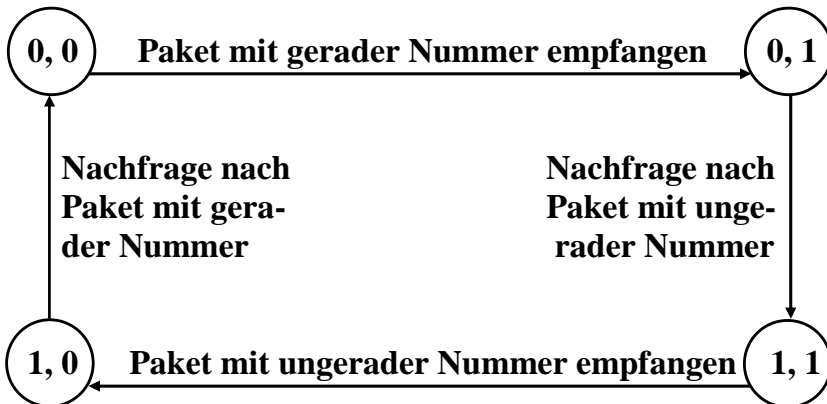 0, 0
Paket mit gerader Nummer empfangen
0, 1
Nachfrage nach
Paket mit gera-
der Nummer
Nachfrage nach
Paket mit unge-
rader Nummer
1, 0
Paket mit ungerader Nummer empfangen
1, 1